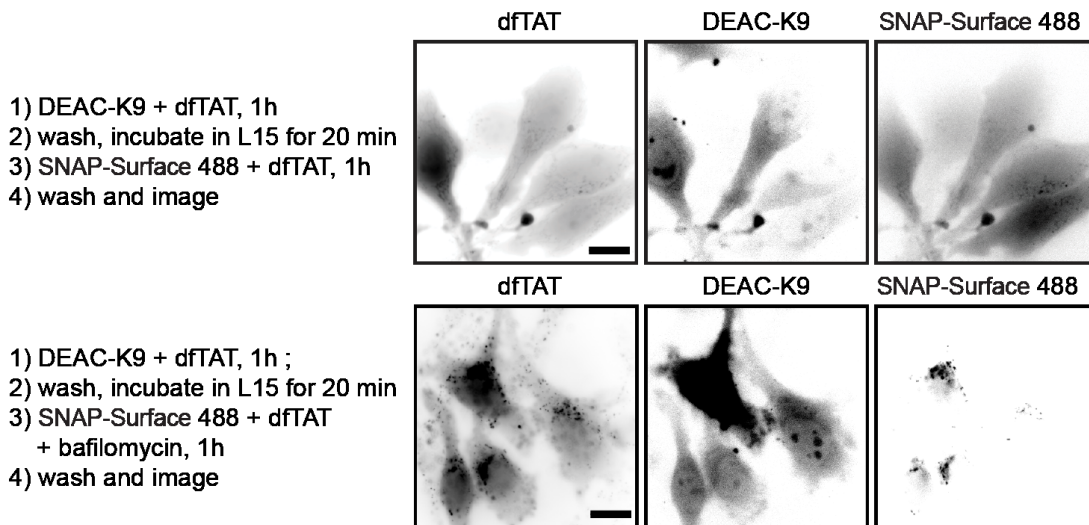 dfTAT DEAC-K9 SNAP-Surface 488
1) DEAC-K9 + dfTAT, 1h
2) wash, incubate in L15 for 20 min
3) SNAP-Surface 488 + dfTAT, 1h
4) wash and image
dfTAT DEAC-K9 SNAP-Surface 488
1) DEAC-K9 + dfTAT, 1h ;
2) wash, incubate in L15 for 20 min
3) SNAP-Surface 488 + dfTAT
+ bafilomycin, 1h
4) wash and image